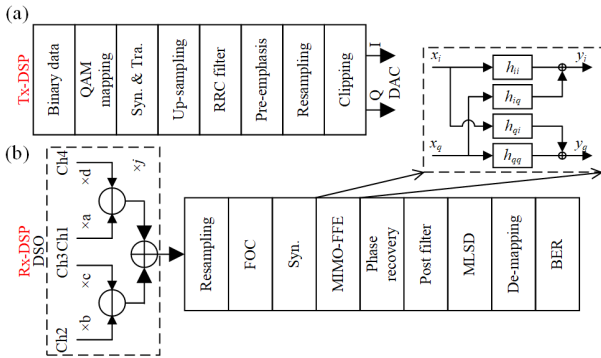 (a)
Tx-DSP
Binary data
QAM
mapping
Syn. & Tra.
Up-sampling
RRC filter
Pre-emphasis
Resampling
Clipping
I
Q
DAC
x_i
x_q
h_ii
h_iq
h_qi
h_qq
y_i
y_q
(b)
Rx-DSP
DSO
Ch4
×d
×j
Ch1
×a
Ch3
×c
Ch2
×b
Resampling
FOC
Syn.
MIMO-FFE
Phase
recovery
Post filter
MLSD
De-mapping
BER